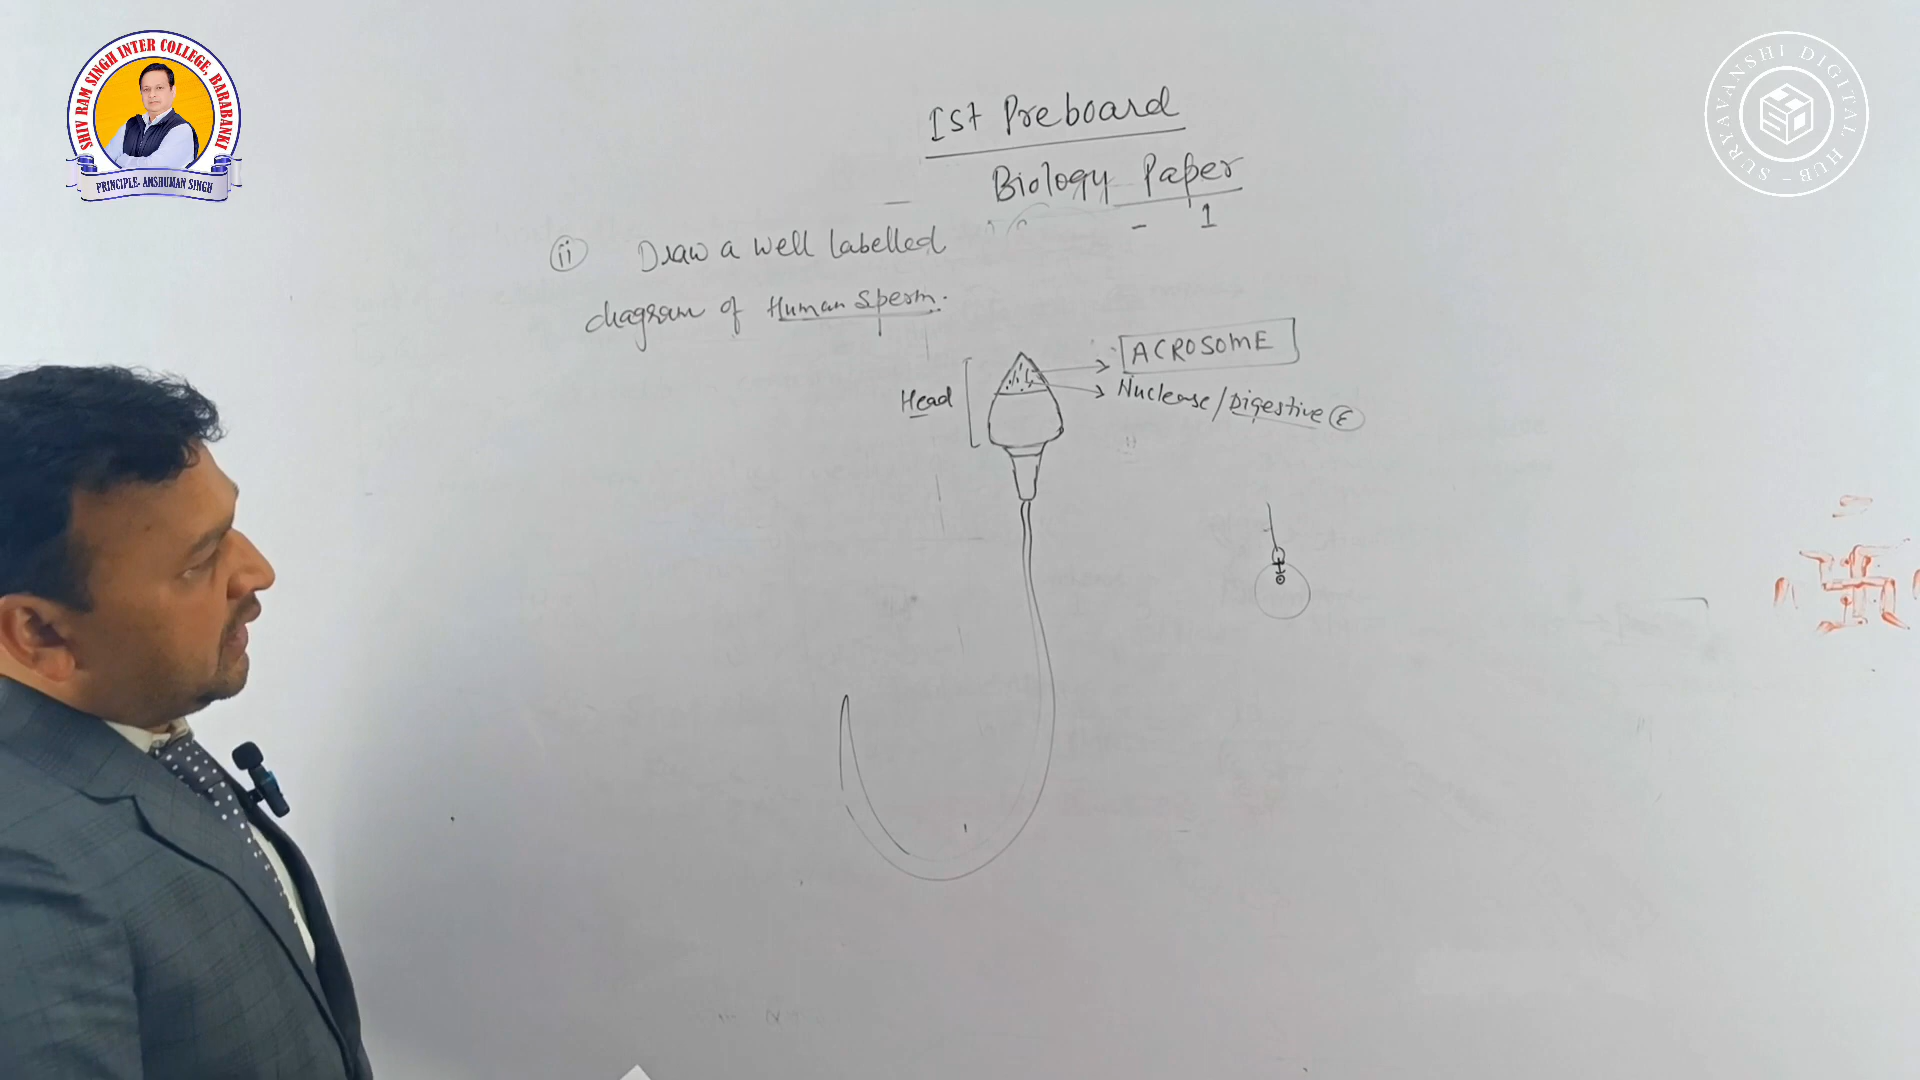 SHIV RAM SINGH INTER COLLEGE, BARABANKI
PRINCIPLE- ANSHUMAN SINGH
SURYAVANSHI DIGITAL HUB -
Ist Preboard
Biology Paper
- 1
(ii) Draw a well labelled
diagram of Human Sperm.
Head
ACROSOME
Nuclease/Digestive (E)